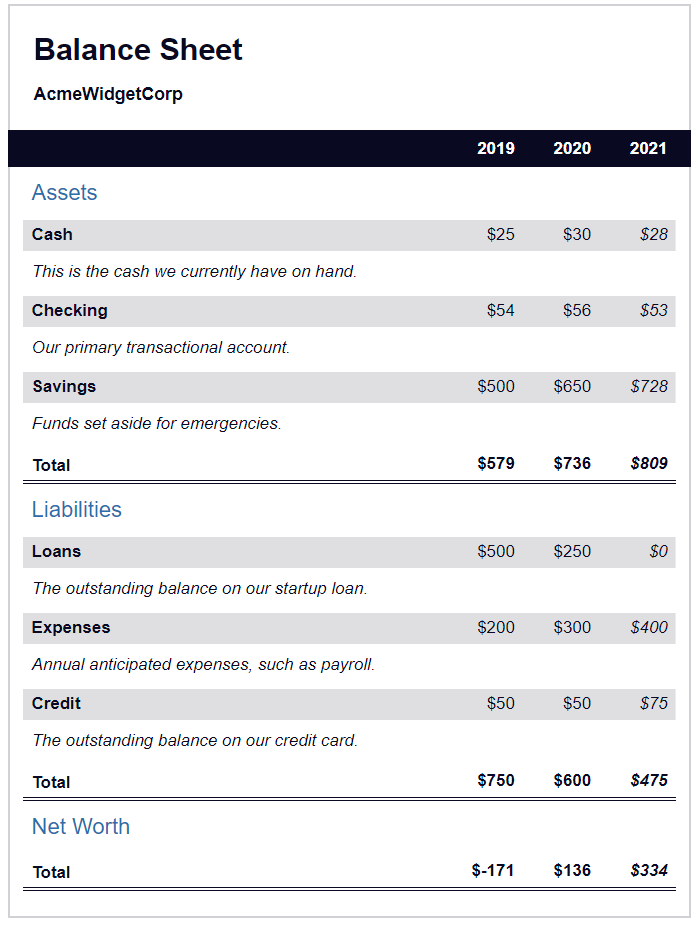 Balance Sheet
AcmeWidgetCorp
2019 2020 2021
Assets
Cash $25 $30 $28
This is the cash we currently have on hand.
Checking $54 $56 $53
Our primary transactional account.
Savings $500 $650 $728
Funds set aside for emergencies.
Total $579 $736 $809
Liabilities
Loans $500 $250 $0
The outstanding balance on our startup loan.
Expenses $200 $300 $400
Annual anticipated expenses, such as payroll.
Credit $50 $50 $75
The outstanding balance on our credit card.
Total $750 $600 $475
Net Worth
Total $-171 $136 $334